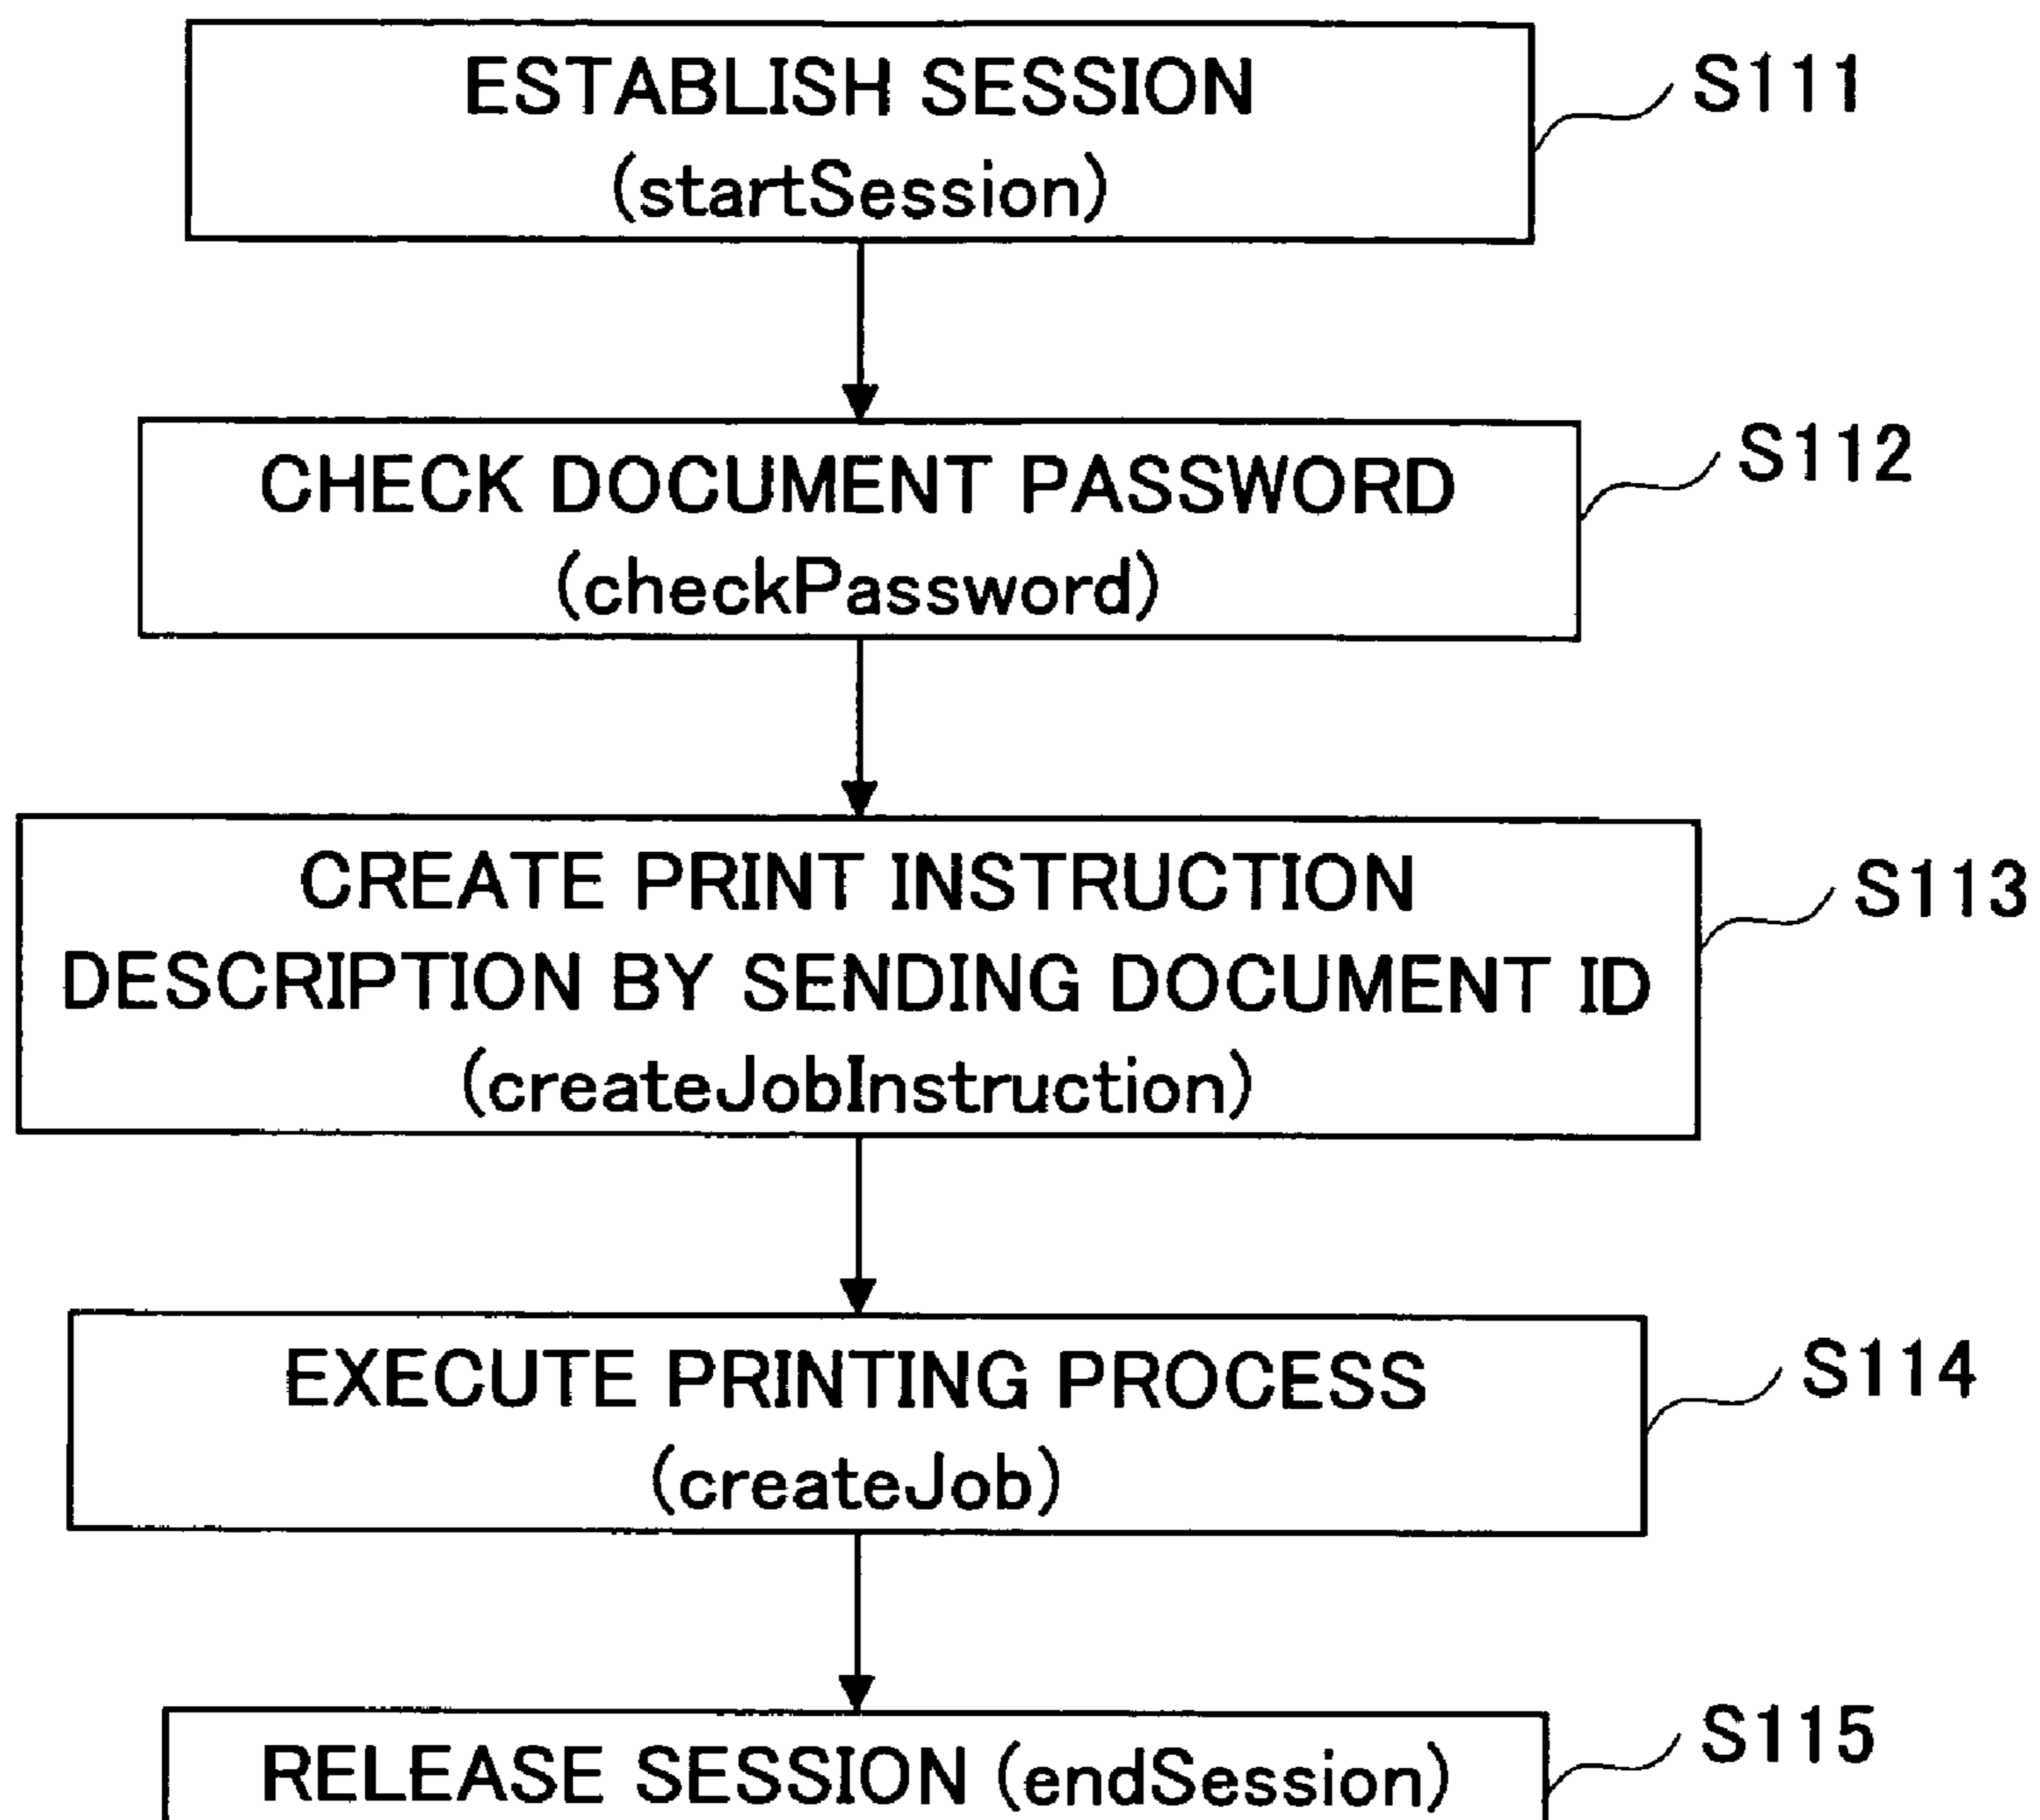 ESTABLISH SESSION
(startSession)
S111
CHECK DOCUMENT PASSWORD
(checkPassword)
S112
CREATE PRINT INSTRUCTION
DESCRIPTION BY SENDING DOCUMENT ID
(createJobInstruction)
S113
EXECUTE PRINTING PROCESS
(createJob)
S114
RELEASE SESSION (endSession)
S115